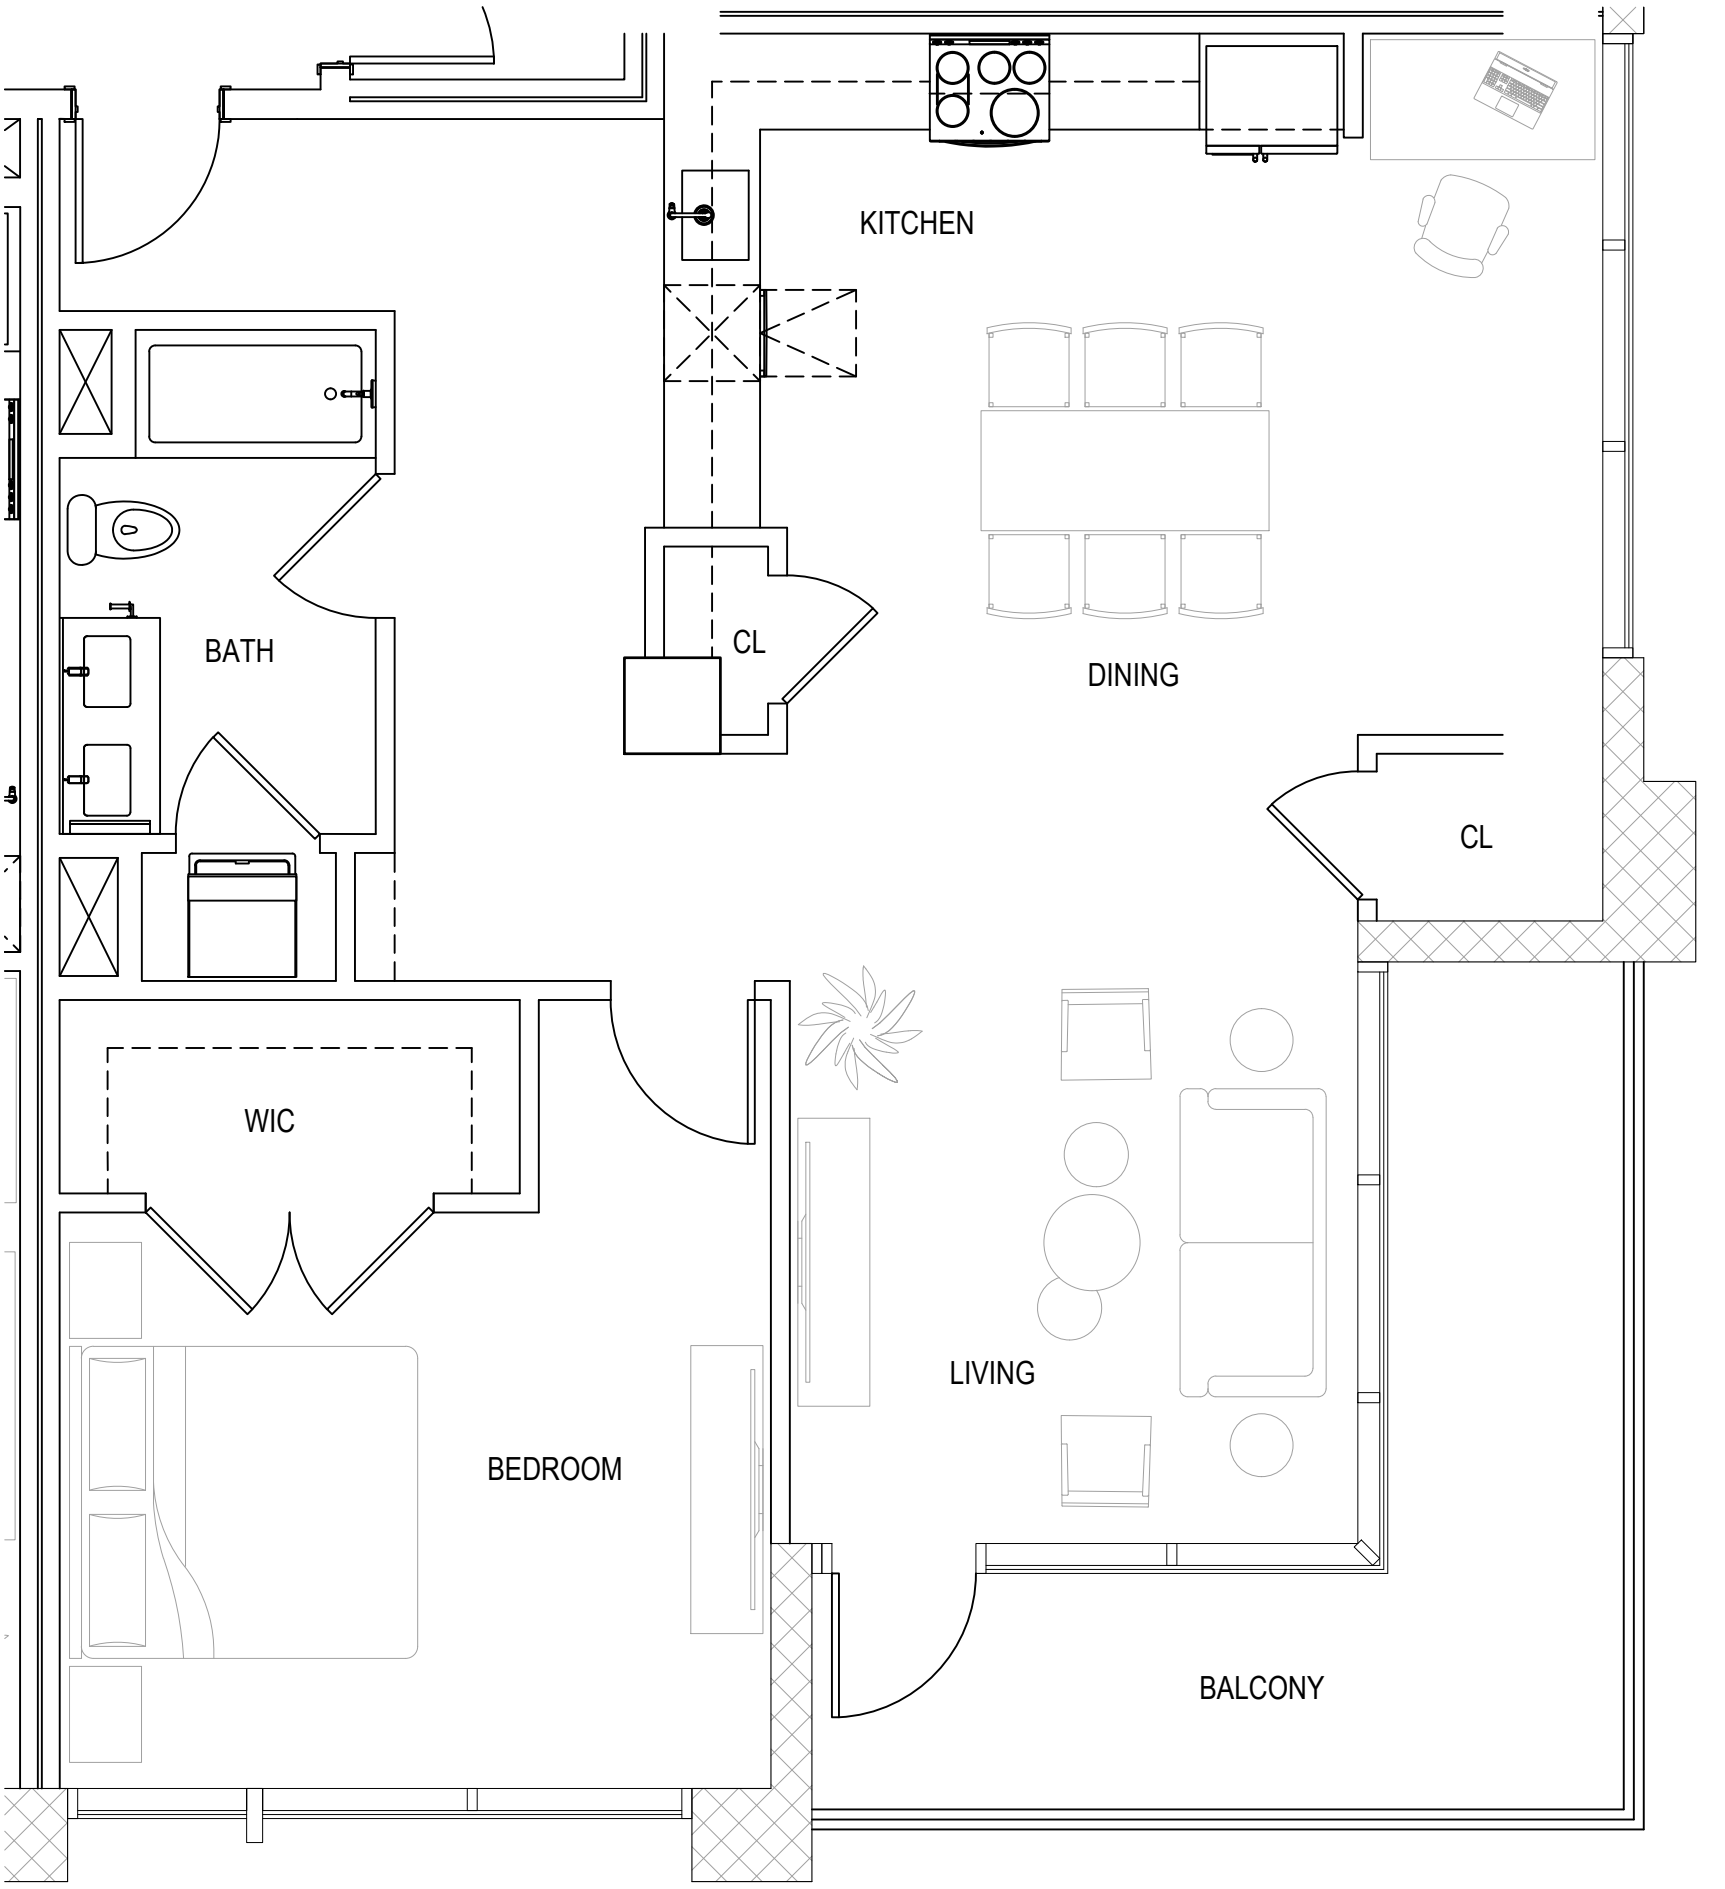 KITCHEN
BATH
CL
DINING
CL
WIC
LIVING
BEDROOM
BALCONY